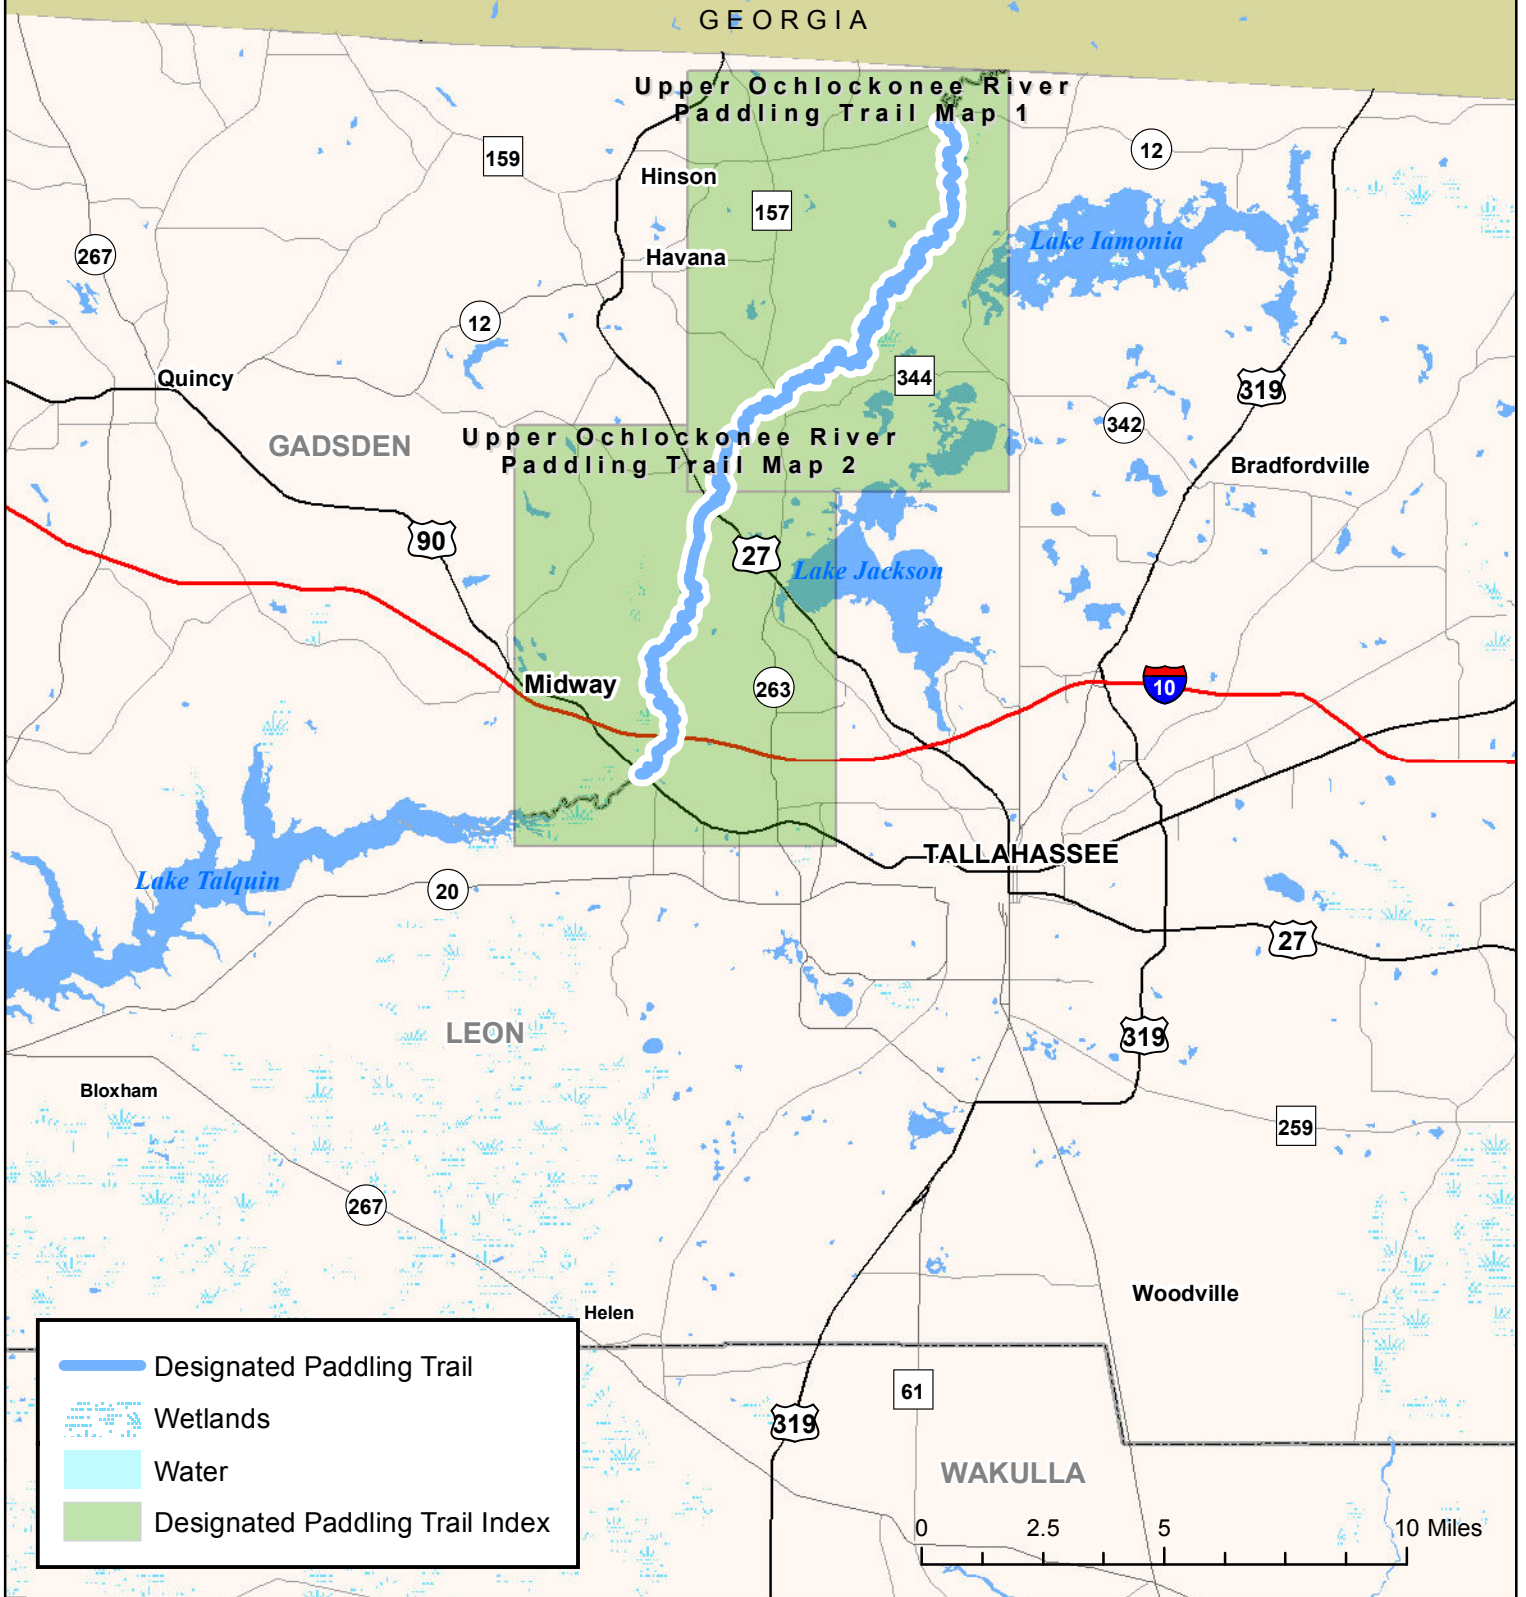 GEORGIA
Upper Ochlockonee River
Paddling Trail Map 1
159
12
Hinson
157
267
Lake Iamonia
Havana
12
Quincy
344
319
342
GADSDEN
Upper Ochlockonee River
Paddling Trail Map 2
Bradfordville
90
27
Lake Jackson
Midway
263
10
TALLAHASSEE
Lake Talquin
20
27
LEON
319
Bloxham
259
267
Woodville
Helen
Designated Paddling Trail
Wetlands
Water
Designated Paddling Trail Index
61
319
WAKULLA
0 2.5 5 10 Miles